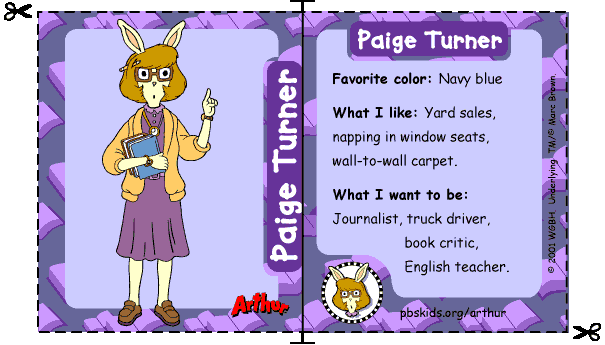 Paige Turner
Arthur
Paige Turner
Favorite color: Navy blue
What I like: Yard sales,
napping in window seats,
wall-to-wall carpet.
What I want to be:
Journalist, truck driver,
book critic,
English teacher.
pbskids.org/arthur
© 2001 WGBH. Underlying TM/© Marc Brown